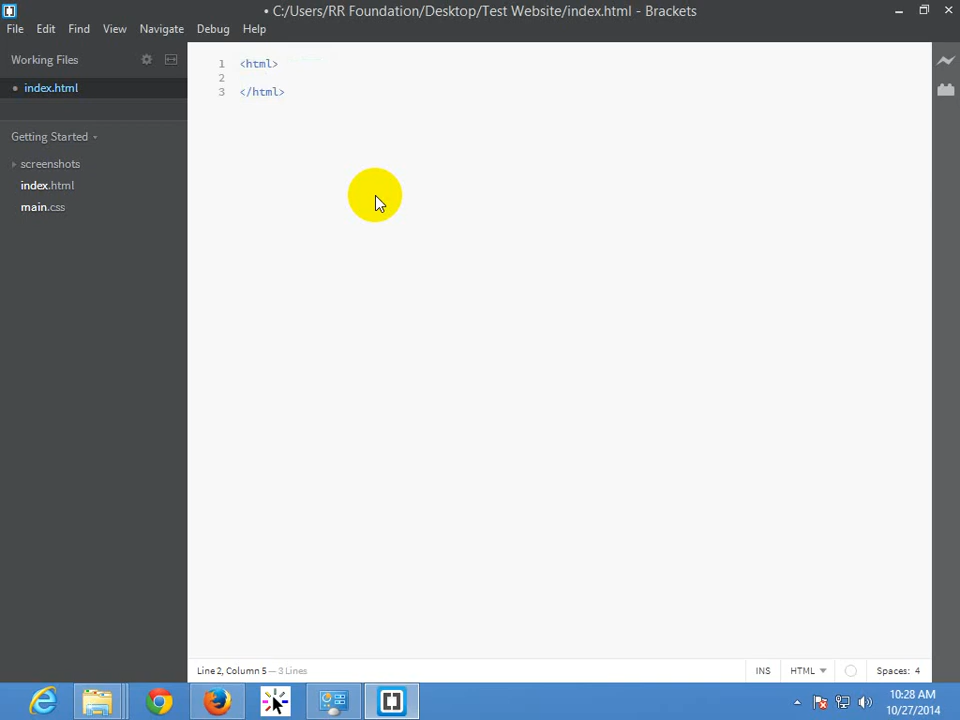 • C:/Users/RR Foundation/Desktop/Test Website/index.html - Brackets
File Edit Find View Navigate Debug Help
Working Files
• index.html
Getting Started
screenshots
index.html
main.css
1 <html>
2
3 </html>
Line 2, Column 5 — 3 Lines
INS HTML Spaces: 4
10:28 AM
10/27/2014